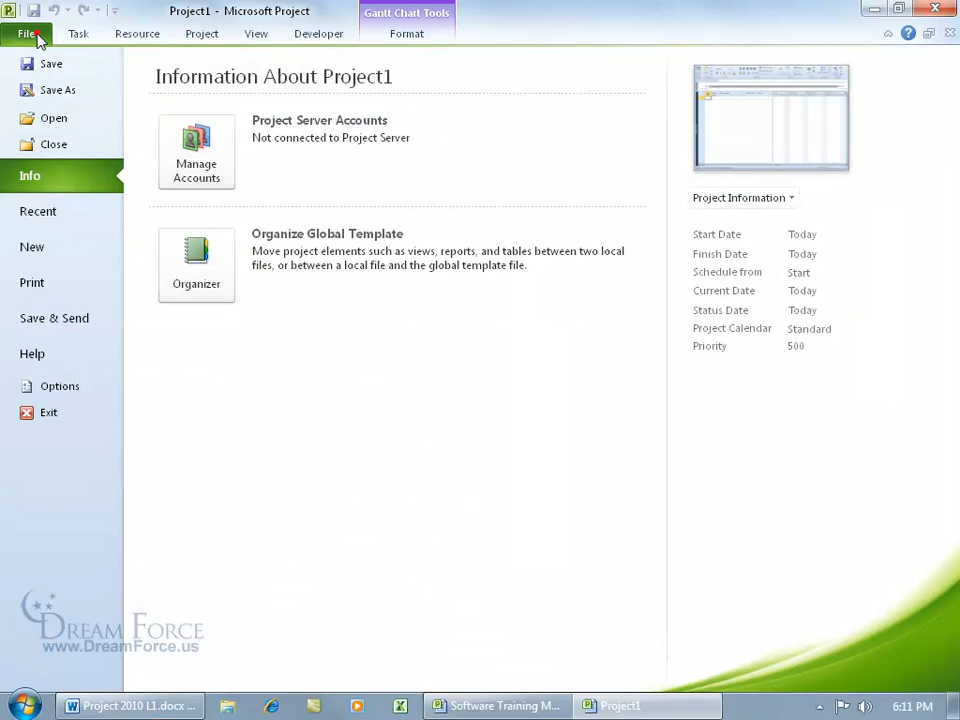 Project1 - Microsoft Project
Gantt Chart Tools
File Task Resource Project View Developer Format
Save
Save As
Open
Close
Info
Recent
New
Print
Save & Send
Help
Options
Exit
Information About Project1
Manage
Accounts
Project Server Accounts
Not connected to Project Server
Organizer
Organize Global Template
Move project elements such as views, reports, and tables between two local
files, or between a local file and the global template file.
Project Information
Start Date Today
Finish Date Today
Schedule from Start
Current Date Today
Status Date Today
Project Calendar Standard
Priority 500
DREAM FORCE
www.DreamForce.us
Project 2010 L1.docx ...
Software Training M...
Project1
6:11 PM